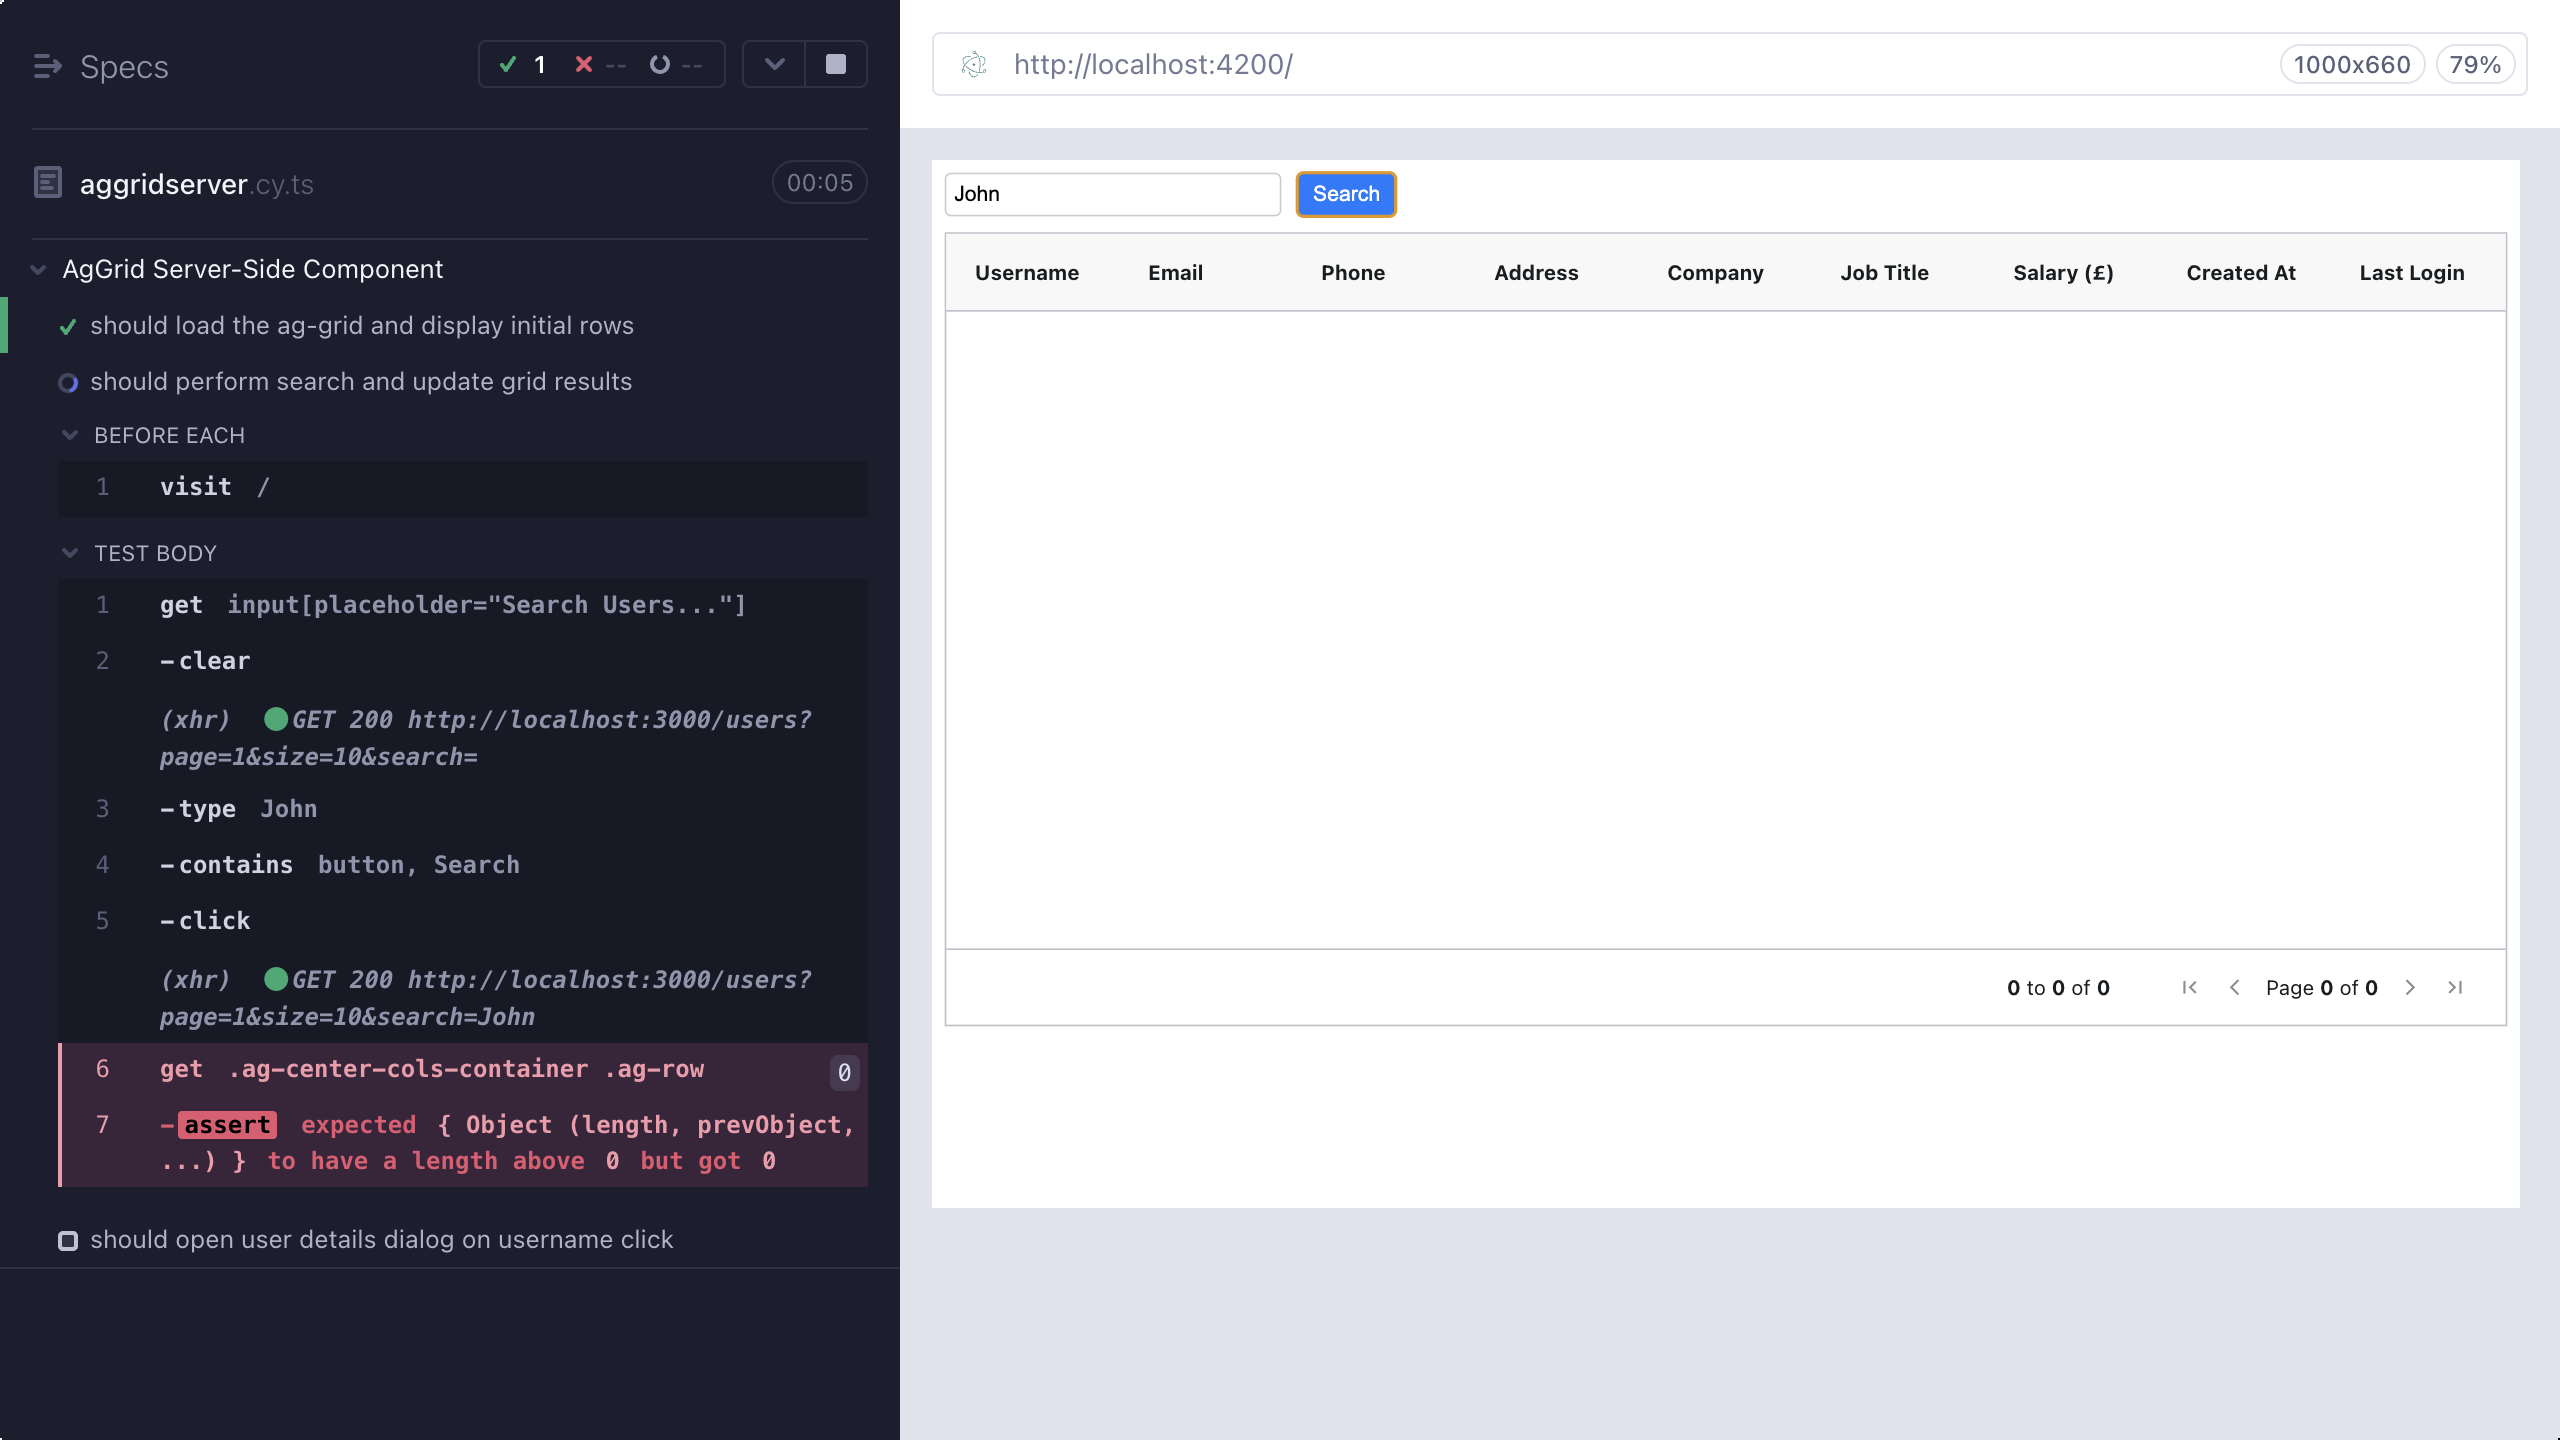 Specs
1 -- --
aggridserver.cy.ts 00:05
AgGrid Server-Side Component
should load the ag-grid and display initial rows
should perform search and update grid results
BEFORE EACH
1 visit /
TEST BODY
1 get input[placeholder="Search Users..."]
2 -clear
(xhr) GET 200 http://localhost:3000/users?
page=1&size=10&search=
3 -type John
4 -contains button, Search
5 -click
(xhr) GET 200 http://localhost:3000/users?
page=1&size=10&search=John
6 get .ag-center-cols-container .ag-row 0
7 -assert expected { Object (length, prevObject,
...) } to have a length above 0 but got 0
should open user details dialog on username click
http://localhost:4200/ 1000x660 79%
John Search
Username Email Phone Address Company Job Title Salary (£) Created At Last Login
0 to 0 of 0 Page 0 of 0